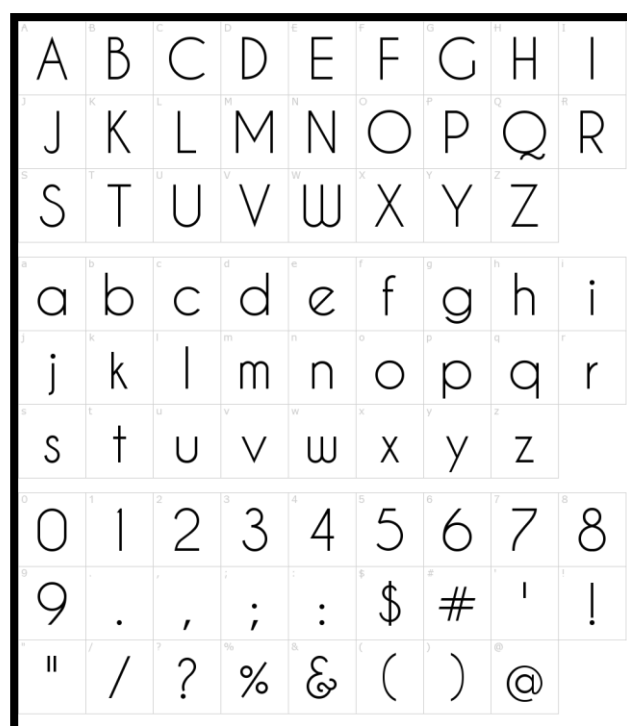 A B C D E F G H I
J K L M N O P Q R
S T U V W X Y Z
a b c d e f g h i
j k l m n o p q r
s t u v w x y z
0 1 2 3 4 5 6 7 8
9 . , ; : $ # ' !
" / ? % & ( ) @